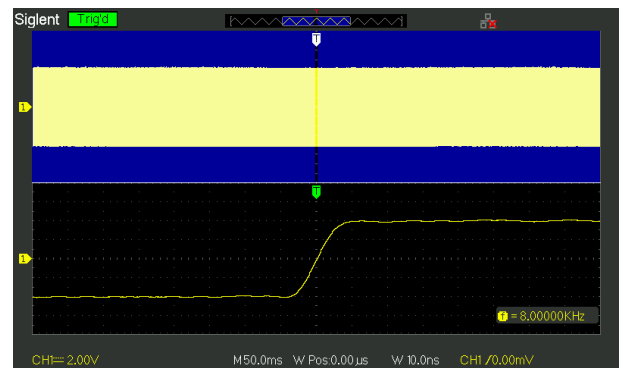 Siglent Trig'd
T
1
T
1
f = 8.00000KHz
CH1 2.00V M50.0ms W Pos:0.00µs W 10.0ns CH1 0.00mV